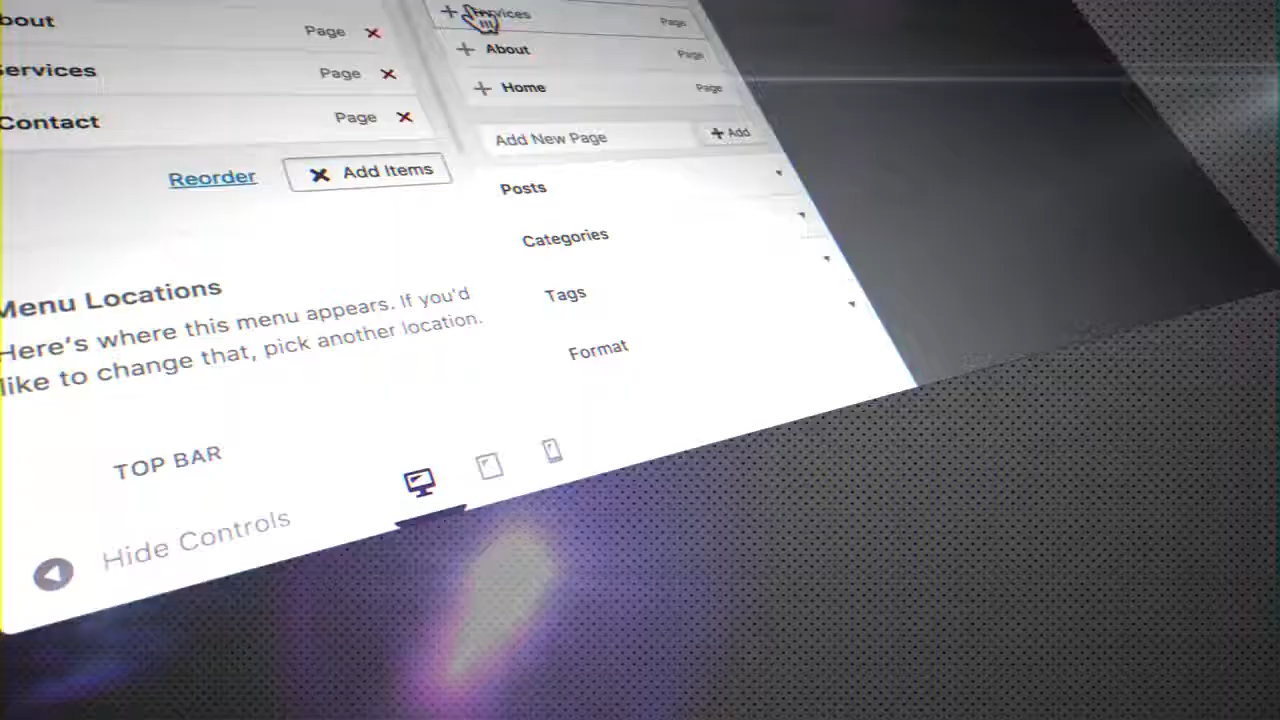 bout
Page
ervices
Page
Contact
Page
Reorder
Add Items
Menu Locations
Here's where this menu appears. If you'd
like to change that, pick another location.
TOP BAR
Hide Controls
Services
Page
About
Page
Home
Page
Add New Page
Add
Posts
Categories
Tags
Format